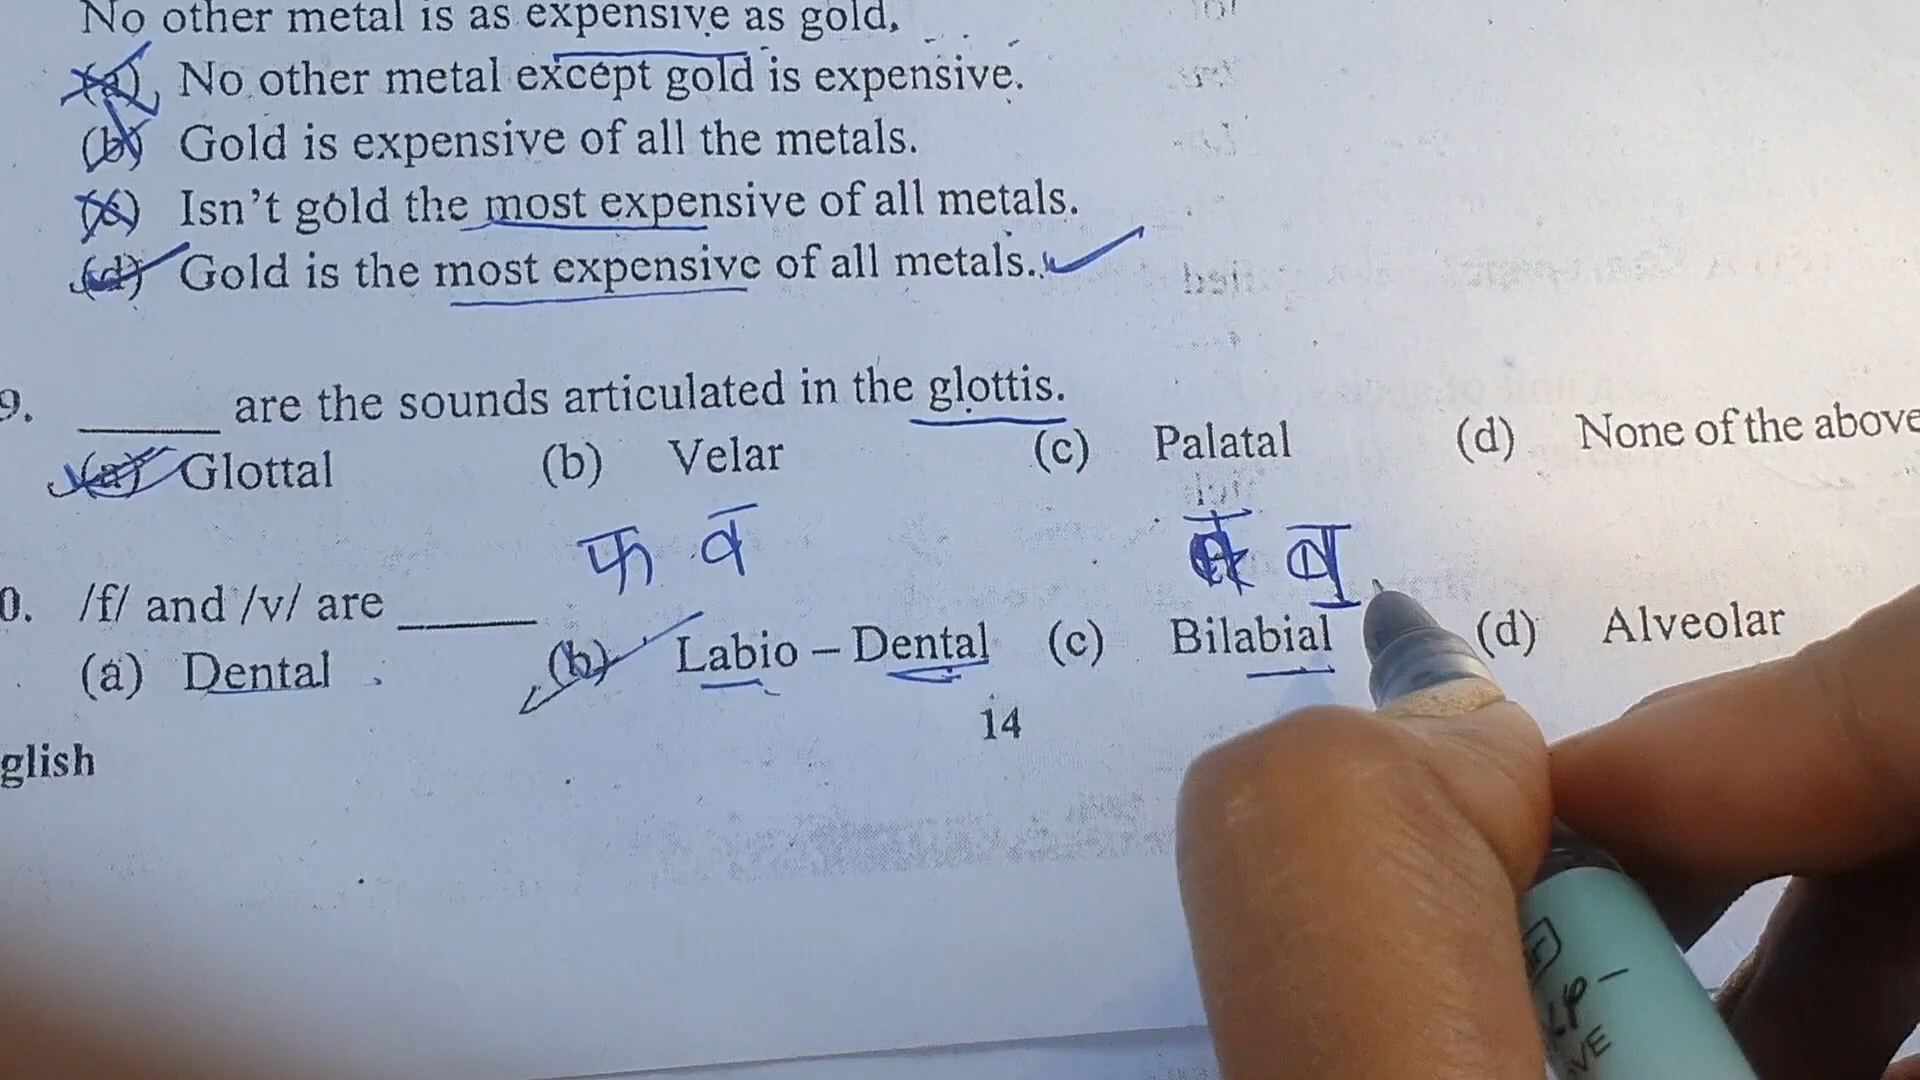 No other metal is as expensive as gold.
(a) No other metal except gold is expensive.
(b) Gold is expensive of all the metals.
(c) Isn't gold the most expensive of all metals.
(d) Gold is the most expensive of all metals.
9. _____ are the sounds articulated in the glottis.
(a) Glottal (b) Velar (c) Palatal (d) None of the above
फ व
0. /f/ and /v/ are _____
(a) Dental (b) Labio – Dental (c) Bilabial (d) Alveolar
14
glish